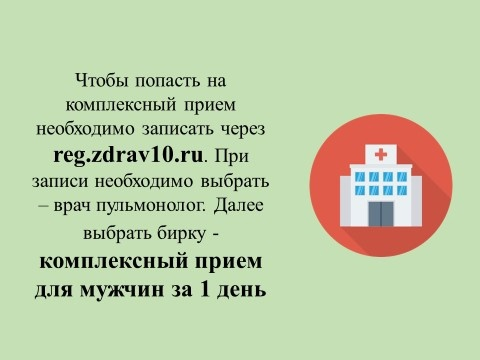 Чтобы попасть на
комплексный прием
необходимо записать через
reg.zdrav10.ru. При
записи необходимо выбрать
– врач пульмонолог. Далее
выбрать бирку -
комплексный прием
для мужчин за 1 день